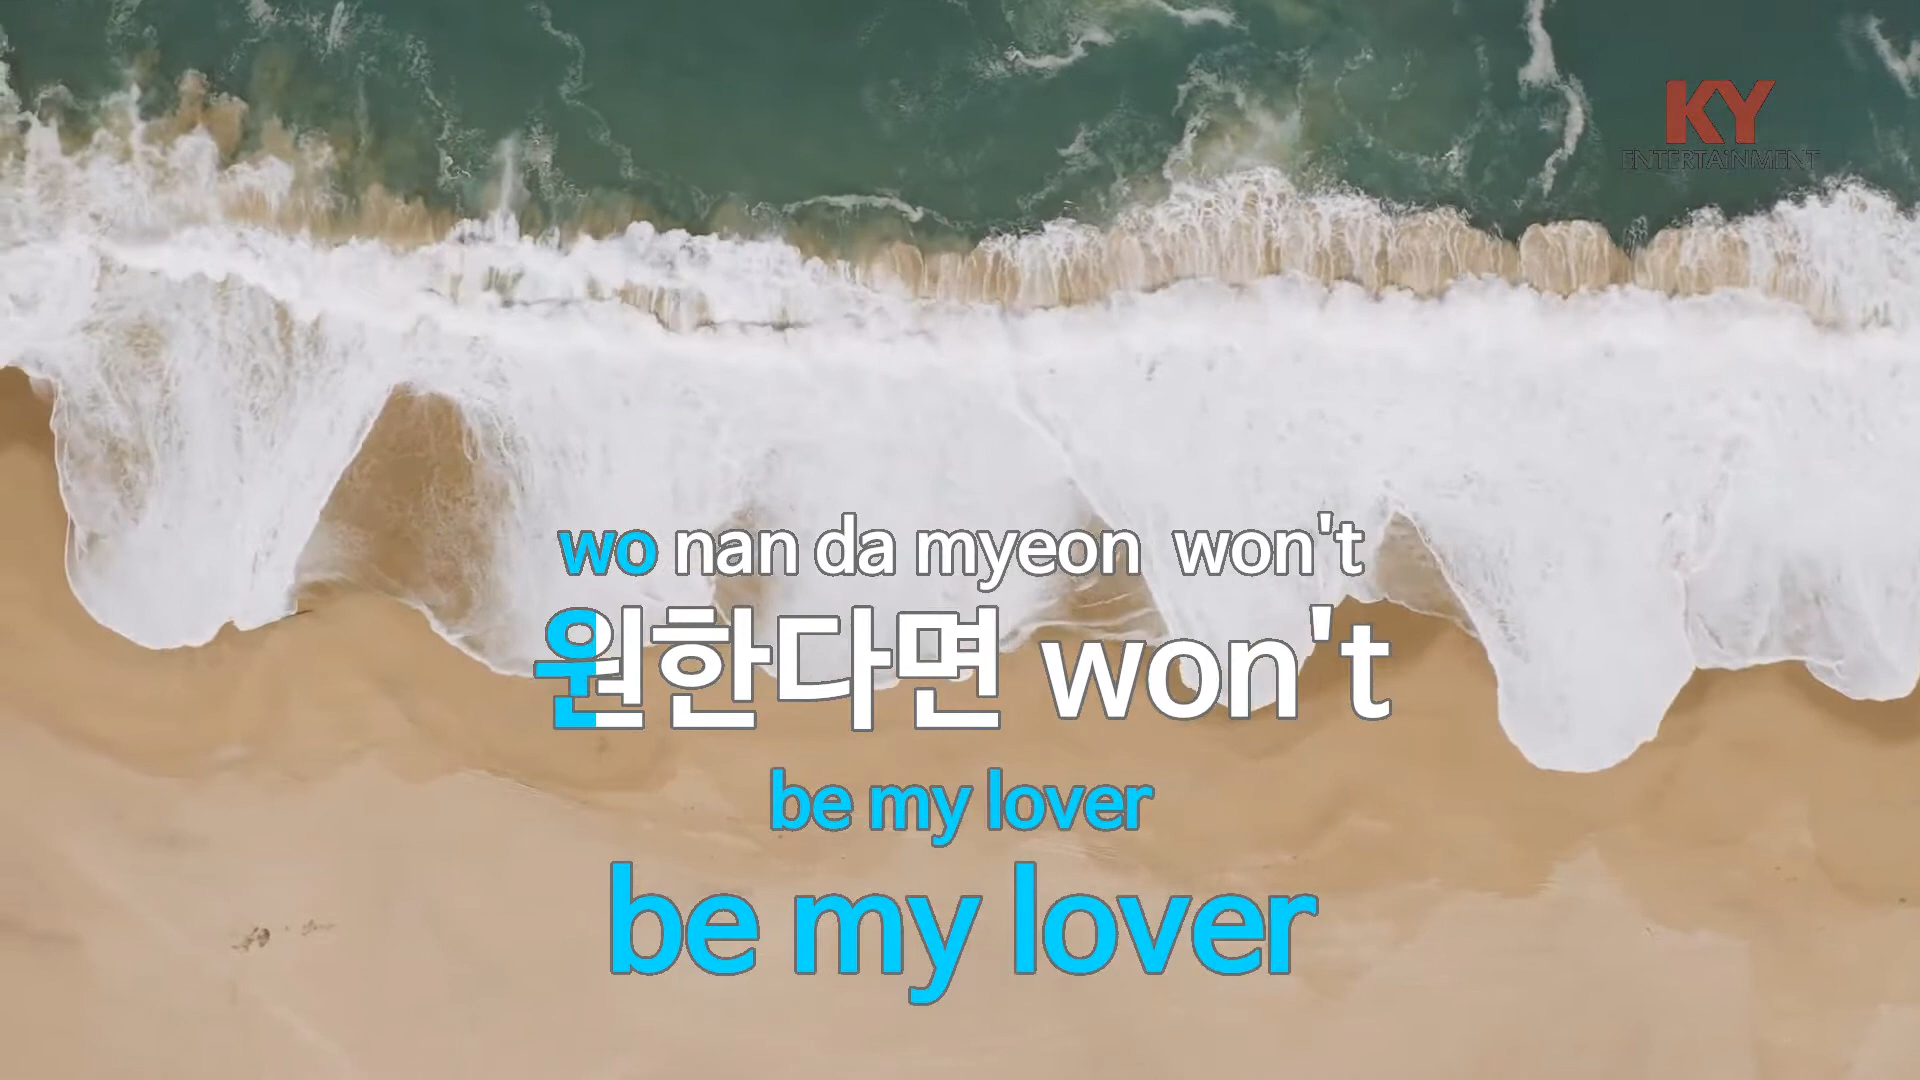 KY
ENTERTAINMENT
wo nan da myeon won't
원한다면 won't
be my lover
be my lover